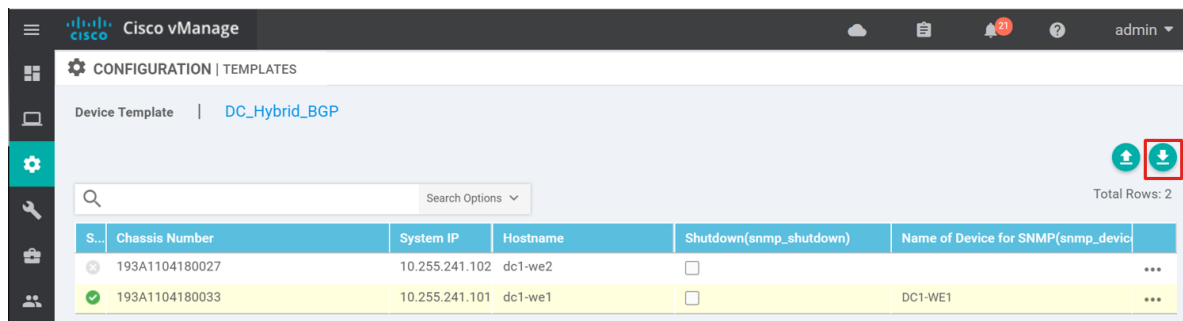 cisco Cisco vManage 21 admin
CONFIGURATION | TEMPLATES
Device Template | DC_Hybrid_BGP
Search Options Total Rows: 2
S... Chassis Number System IP Hostname Shutdown(snmp_shutdown) Name of Device for SNMP(snmp_devic
193A1104180027 10.255.241.102 dc1-we2 ...
193A1104180033 10.255.241.101 dc1-we1 DC1-WE1 ...